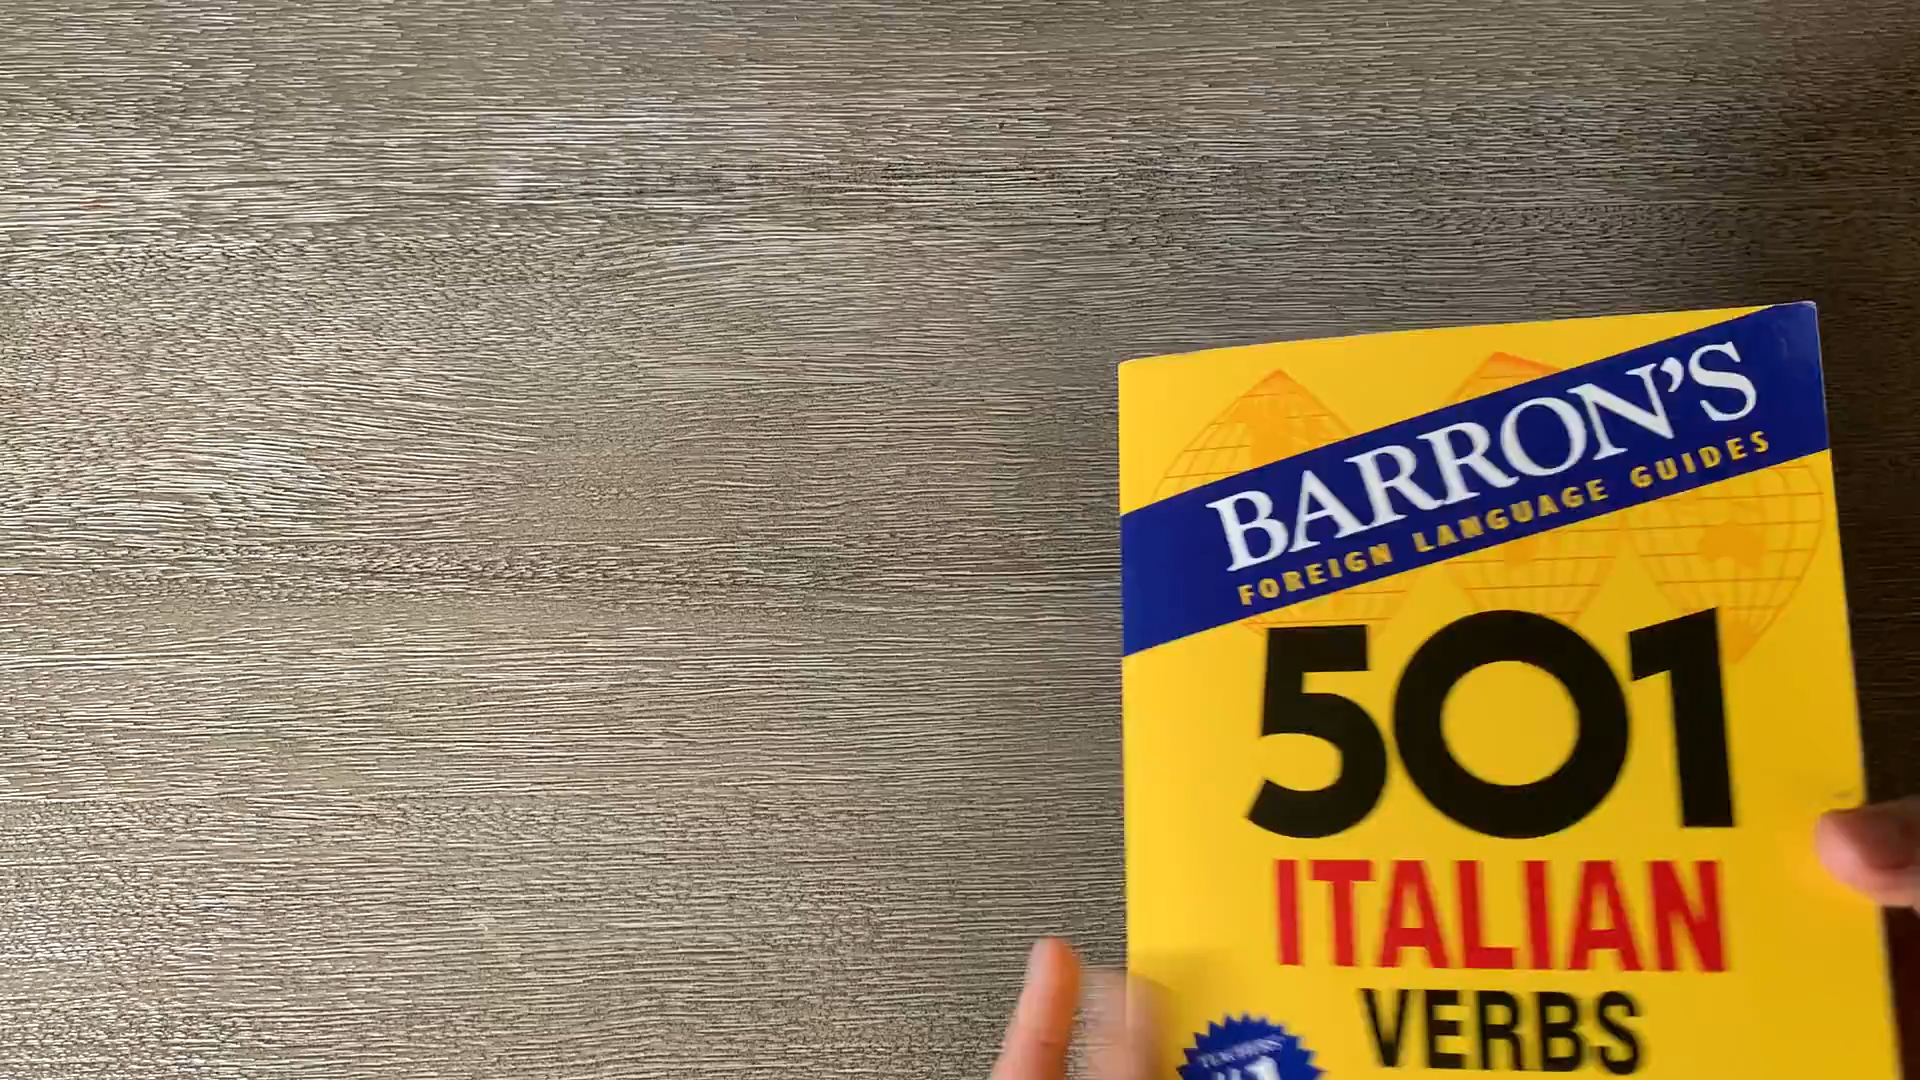 BARRON'S
FOREIGN LANGUAGE GUIDES
501
ITALIAN
VERBS